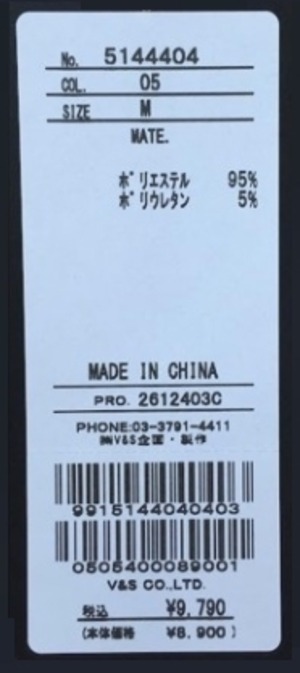 No. 5144404
COL. 05
SIZE M
MATE.
ポリエステル 95%
ポリウレタン 5%
MADE IN CHINA
PRO. 2612403C
PHONE:03-3791-4411
㈱V&S企画・製作
9915144040403
0505400089001
V&S CO.,LTD.
税込 ¥9,790
(本体価格 ¥8,900)